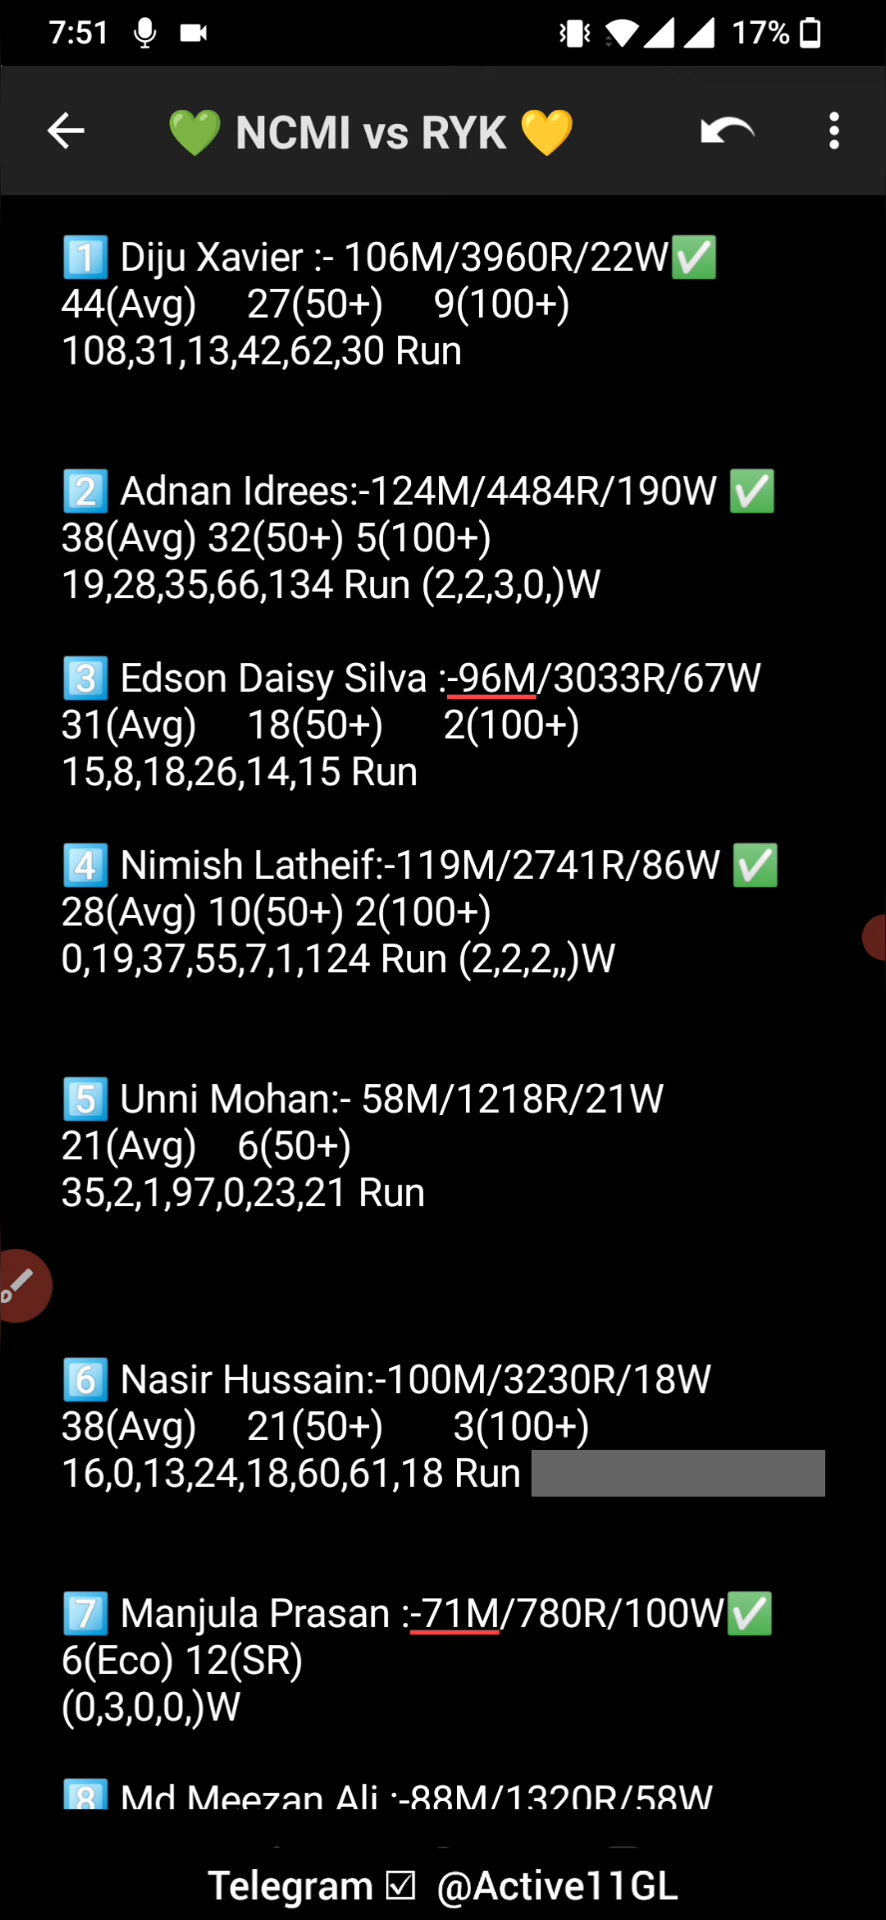 7:51 17%
💚 NCMI vs RYK 💛
1️⃣ Diju Xavier :- 106M/3960R/22W✅
44(Avg) 27(50+) 9(100+)
108,31,13,42,62,30 Run
2️⃣ Adnan Idrees:-124M/4484R/190W ✅
38(Avg) 32(50+) 5(100+)
19,28,35,66,134 Run (2,2,3,0,)W
3️⃣ Edson Daisy Silva :-96M/3033R/67W
31(Avg) 18(50+) 2(100+)
15,8,18,26,14,15 Run
4️⃣ Nimish Latheif:-119M/2741R/86W ✅
28(Avg) 10(50+) 2(100+)
0,19,37,55,7,1,124 Run (2,2,2,,)W
5️⃣ Unni Mohan:- 58M/1218R/21W
21(Avg) 6(50+)
35,2,1,97,0,23,21 Run
6️⃣ Nasir Hussain:-100M/3230R/18W
38(Avg) 21(50+) 3(100+)
16,0,13,24,18,60,61,18 Run
7️⃣ Manjula Prasan :-71M/780R/100W✅
6(Eco) 12(SR)
(0,3,0,0,)W
8️⃣ Md Meezan Ali :-88M/1320R/58W
Telegram ☑ @Active11GL